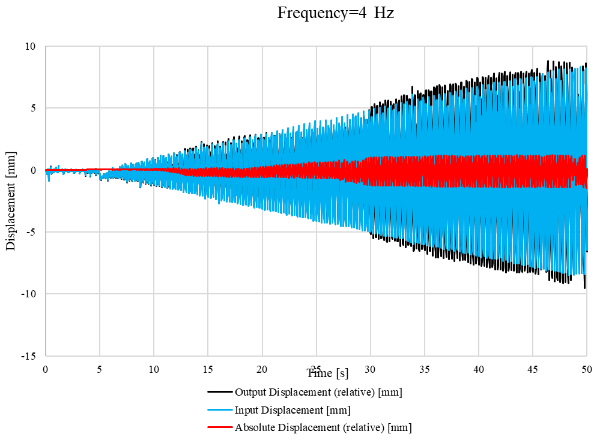 Frequency=4 Hz
10
5
0
-5
-10
-15
Displacement [mm]
0 5 10 15 20 25 30 35 40 45 50
Time [s]
Output Displacement (relative) [mm]
Input Displacement [mm]
Absolute Displacement (relative) [mm]